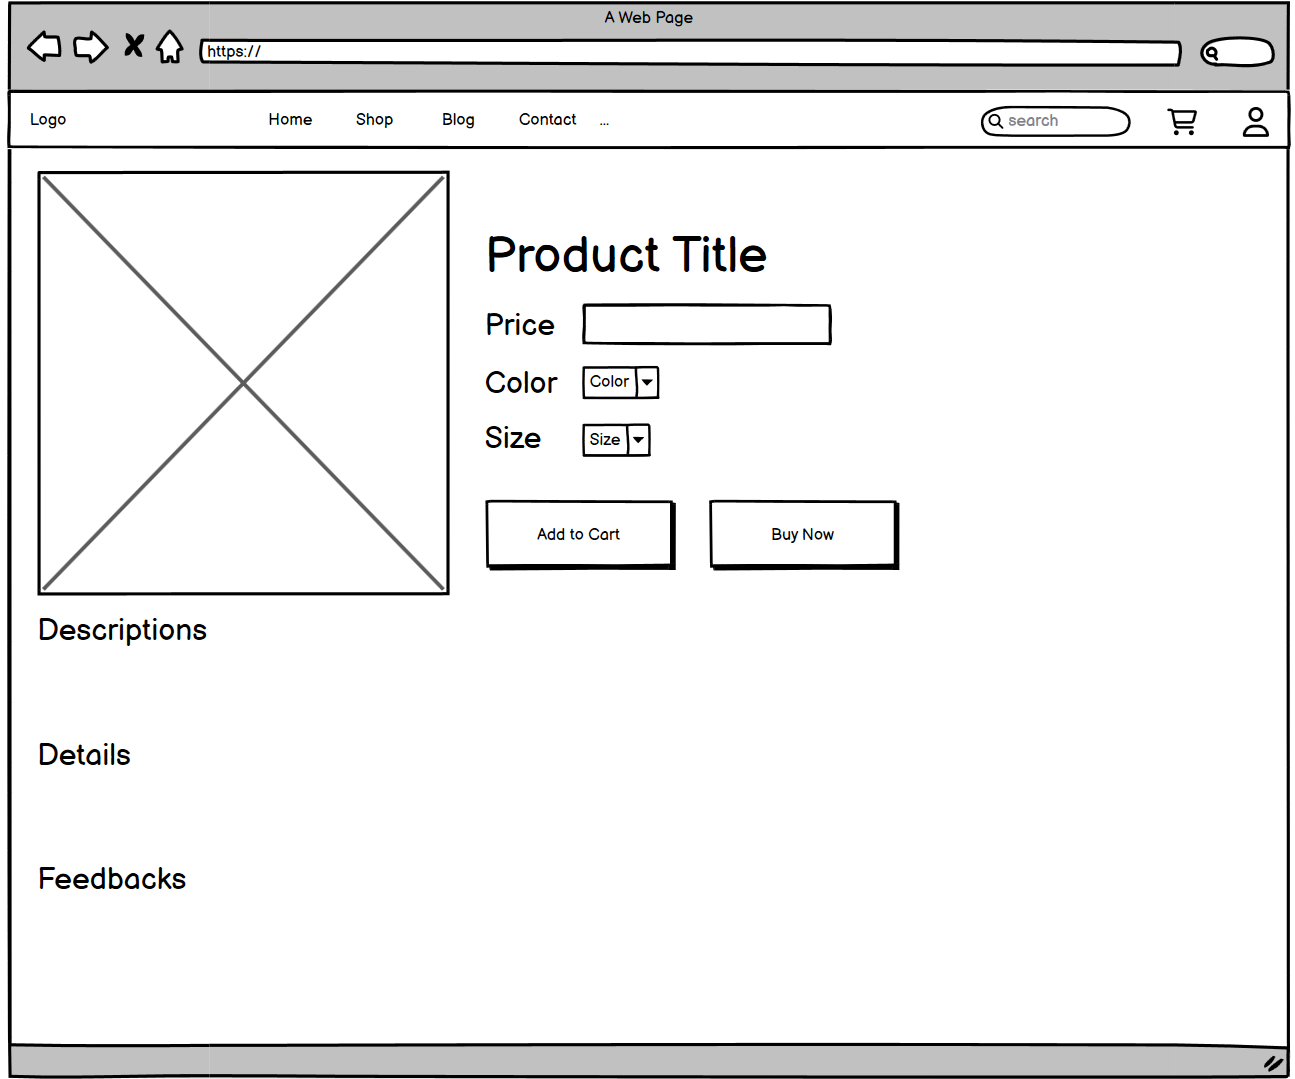 A Web Page
https://
Logo Home Shop Blog Contact ... search
Product Title
Price
Color Color
Size Size
Add to Cart Buy Now
Descriptions
Details
Feedbacks